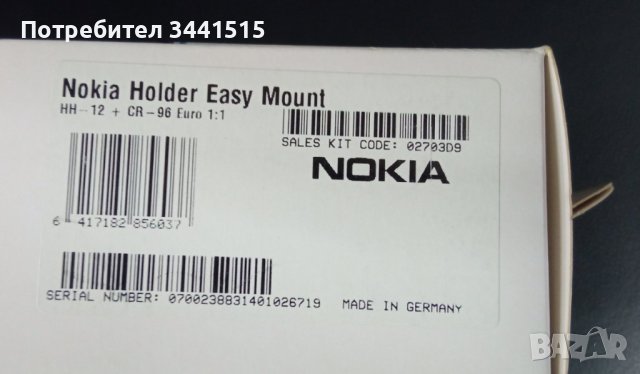 Потребител 3441515
Nokia Holder Easy Mount
HH-12 + CR-96 Euro 1:1
SALES KIT CODE: 02703D9
NOKIA
6 417182 856037
SERIAL NUMBER: 0700238831401026719
MADE IN GERMANY
BAZAR